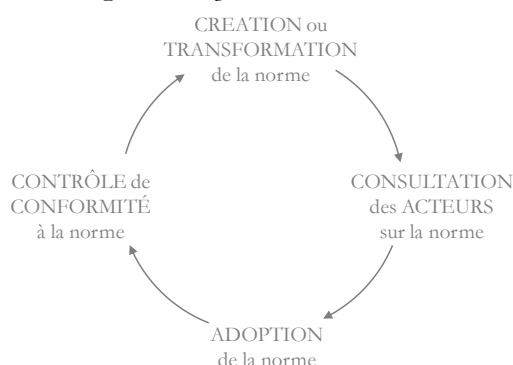 CREATION ou
TRANSFORMATION
de la norme
CONTRÔLE de
CONFORMITÉ
à la norme
CONSULTATION
des ACTEURS
sur la norme
ADOPTION
de la norme